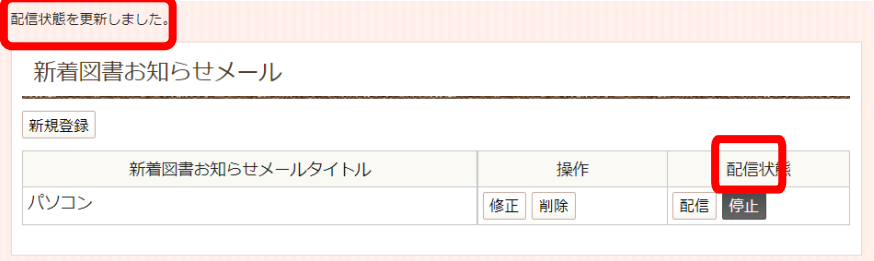 配信状態を更新しました。
新着図書お知らせメール
新規登録
新着図書お知らせメールタイトル 操作 配信状態
パソコン 修正 削除 配信 停止